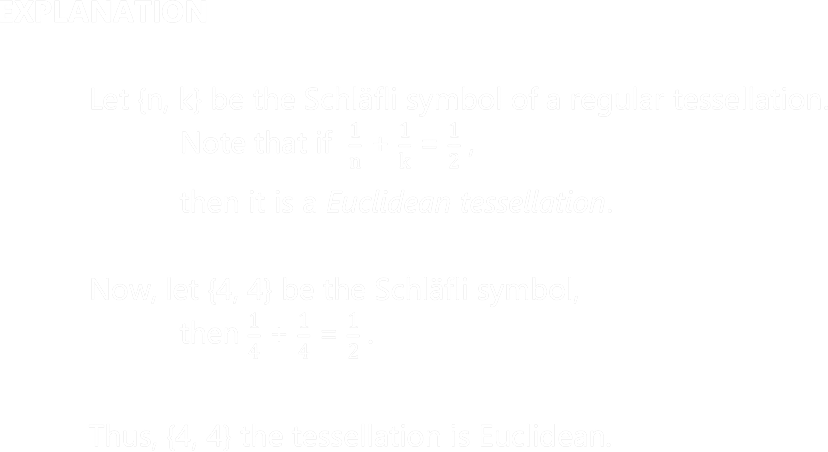 EXPLANATION
Let {n, k} be the Schläfli symbol of a regular tessellation.
Note that if 1/n + 1/k = 1/2 ,
then it is a Euclidean tessellation.
Now, let {4, 4} be the Schläfli symbol,
then 1/4 + 1/4 = 1/2 .
Thus, {4, 4} the tessellation is Euclidean.